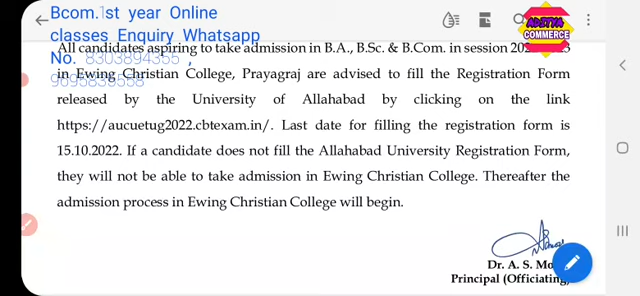 Bcom.1st year Online
classes Enquiry Whatsapp
No. 8303894355 ,
ADITYA
COMMERCE
All candidates aspiring to take admission in B.A., B.Sc. & B.Com. in session
in Ewing Christian College, Prayagraj are advised to fill the Registration Form
released by the University of Allahabad by clicking on the link
https://aucuetug2022.cbtexam.in/. Last date for filling the registration form is
15.10.2022. If a candidate does not fill the Allahabad University Registration Form,
they will not be able to take admission in Ewing Christian College. Thereafter the
admission process in Ewing Christian College will begin.
Dr. A. S.
Principal (Officiating)